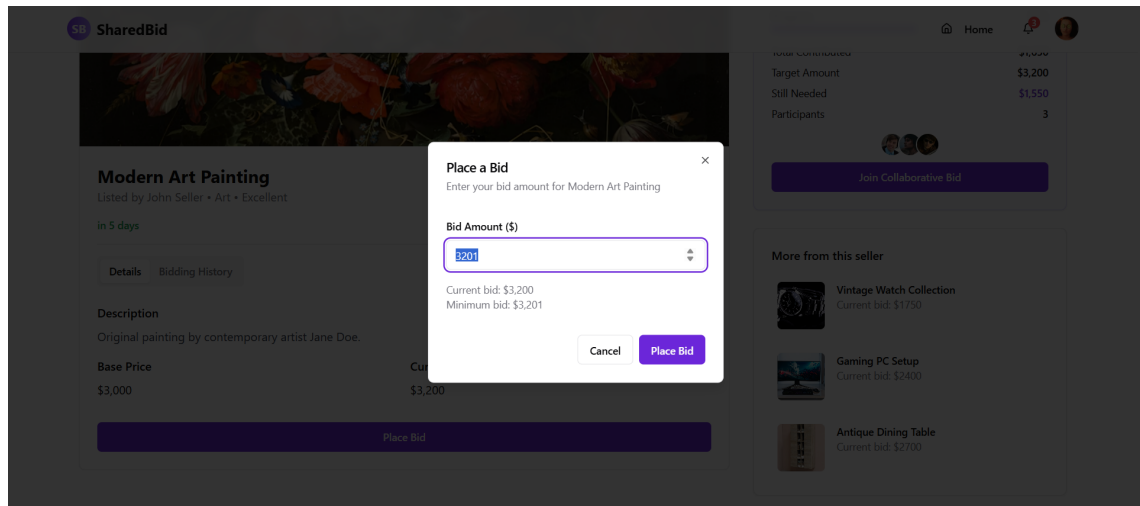 SB SharedBid
Home
3
Total Contributed $1,650
Target Amount $3,200
Still Needed $1,550
Participants 3
Join Collaborative Bid
Modern Art Painting
Listed by John Seller • Art • Excellent
in 5 days
Details Bidding History
Description
Original painting by contemporary artist Jane Doe.
Base Price
$3,000
$3,200
Place Bid
Place a Bid
Enter your bid amount for Modern Art Painting
Bid Amount ($)
3201
Current bid: $3,200
Minimum bid: $3,201
Cancel Place Bid
More from this seller
Vintage Watch Collection
Current bid: $1750
Gaming PC Setup
Current bid: $2400
Antique Dining Table
Current bid: $2700